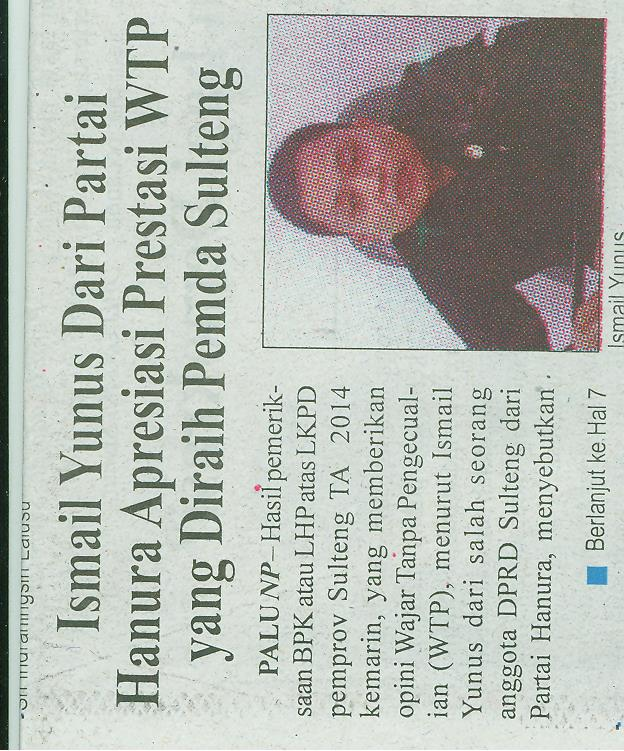 Ismail Yunus Dari Partai
Hanura Apresiasi Prestasi WTP
yang Diraih Pemda Sulteng
PALU NP – Hasil pemerik-
saan BPK atau LHP atas LKPD
pemprov Sulteng TA 2014
kemarin, yang memberikan
opini Wajar Tanpa Pengecual-
ian (WTP), menurut Ismail
Yunus dari salah seorang
anggota DPRD Sulteng dari
Partai Hanura, menyebutkan
Berlanjut ke Hal 7
Ismail Yunus